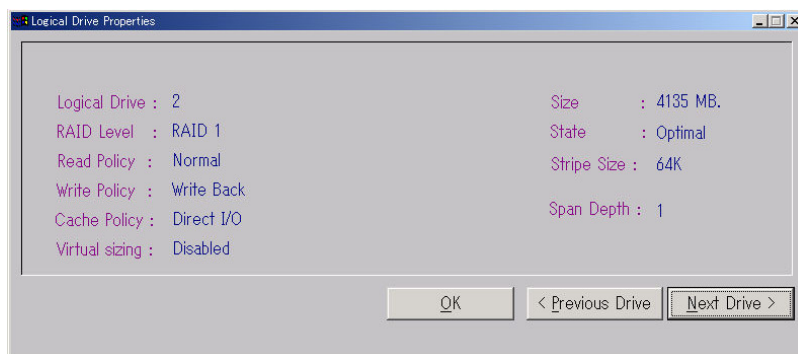 Logical Drive Properties
Logical Drive : 2
RAID Level : RAID 1
Read Policy : Normal
Write Policy : Write Back
Cache Policy : Direct I/O
Virtual sizing : Disabled
Size : 4135 MB.
State : Optimal
Stripe Size : 64K
Span Depth : 1
OK
< Previous Drive
Next Drive >